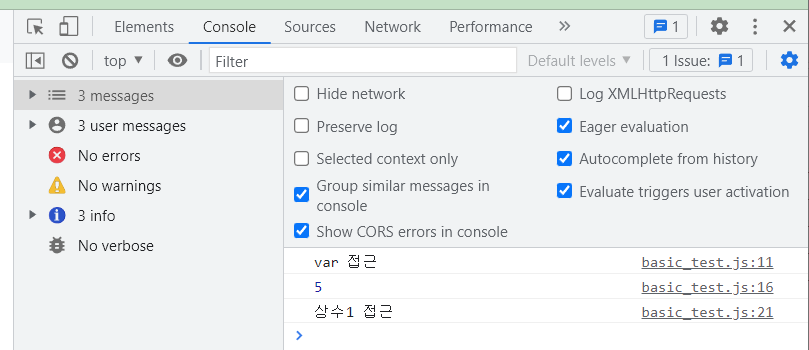 Elements Console Sources Network Performance » 1
top ▼ Filter Default levels ▼ 1 Issue: 1
3 messages
3 user messages
No errors
No warnings
3 info
No verbose
Hide network
Preserve log
Selected context only
Group similar messages in
console
Show CORS errors in console
Log XMLHttpRequests
Eager evaluation
Autocomplete from history
Evaluate triggers user activation
var 접근 basic_test.js:11
5 basic_test.js:16
상수1 접근 basic_test.js:21